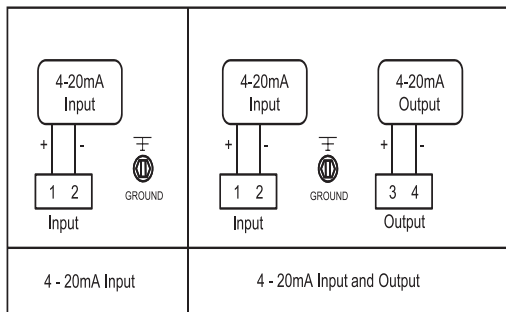 4-20mA
Input
+ -
1 2
Input
GROUND
4 - 20mA Input
4-20mA
Input
+ -
1 2
Input
GROUND
4-20mA
Output
+ -
3 4
Output
4 - 20mA Input and Output